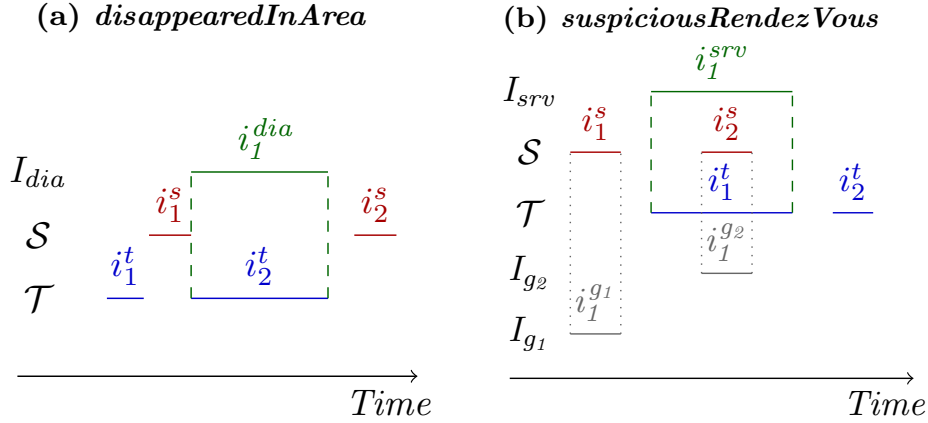 (a) disappearedInArea
i_1^{dia}
I_{dia}
i_1^s i_2^s
S
i_1^t i_2^t
T
Time
(b) suspiciousRendezVous
i_1^{srv}
I_{srv}
i_1^s i_2^s
S
i_1^t i_2^t
T
i_1^{g_2}
I_{g_2}
i_1^{g_1}
I_{g_1}
Time